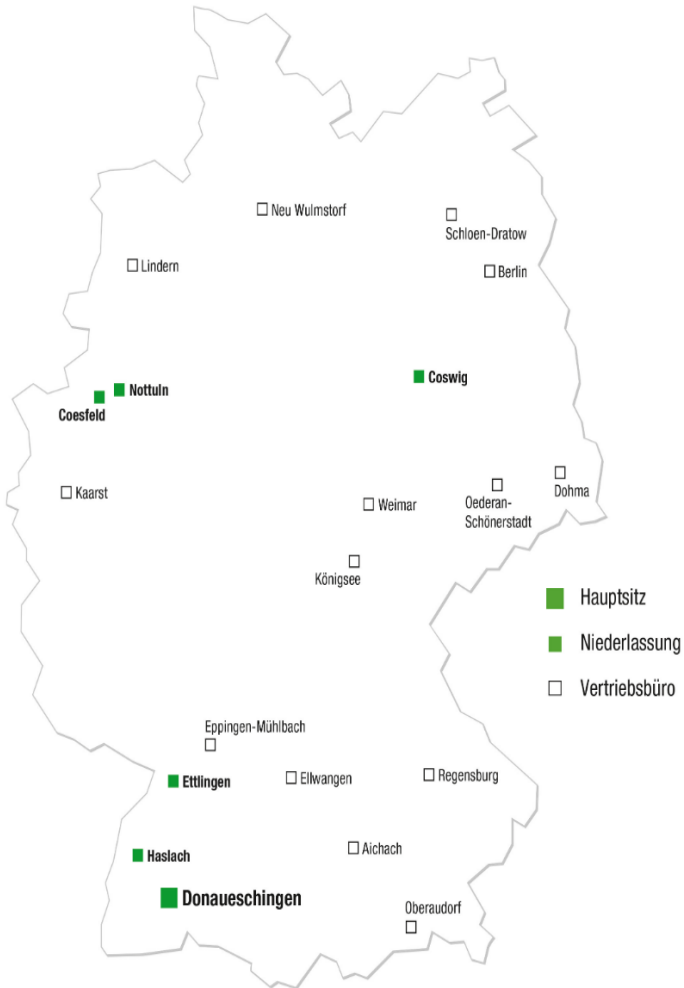 Neu Wulmstorf
Schloen-Dratow
Lindern
Berlin
Nottuln
Coswig
Coesfeld
Kaarst
Weimar
Oederan-
Schönerstadt
Dohma
Königsee
Hauptsitz
Niederlassung
Vertriebsbüro
Eppingen-Mühlbach
Ettlingen
Ellwangen
Regensburg
Haslach
Aichach
Donaueschingen
Oberaudorf